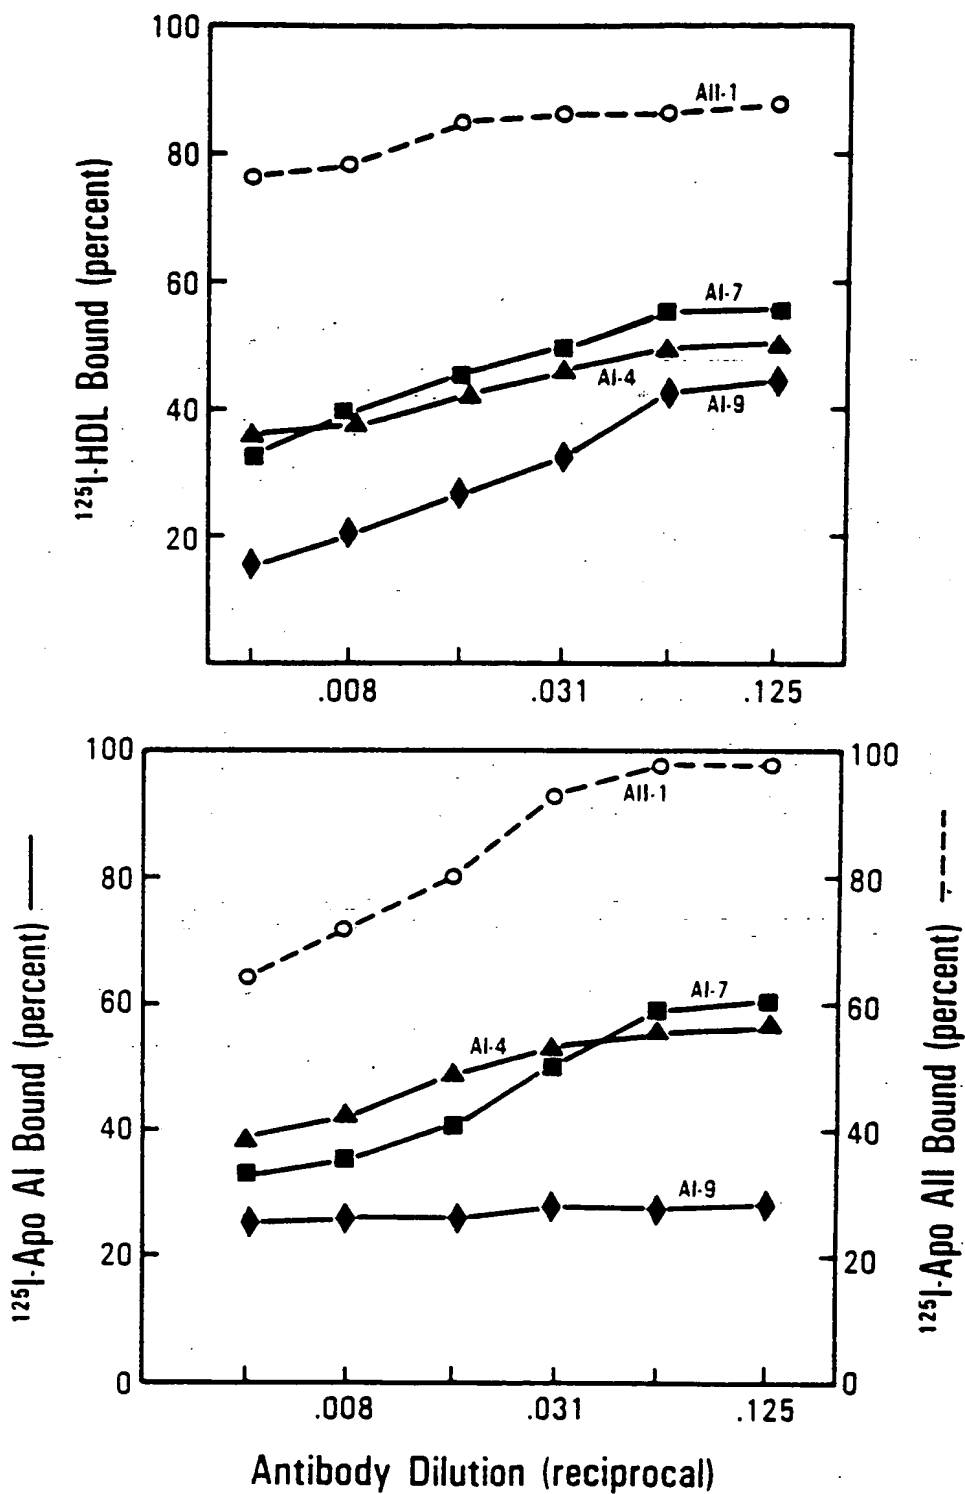 100
80
60
40
20
125I-HDL Bound (percent)
AII-1
AI-7
AI-4
AI-9
.008 .031 .125
100
80
60
40
20
0
125I-Apo AI Bound (percent)
AII-1
AI-7
AI-4
AI-9
100
80
60
40
20
0
125I-Apo AII Bound (percent)
.008 .031 .125
Antibody Dilution (reciprocal)